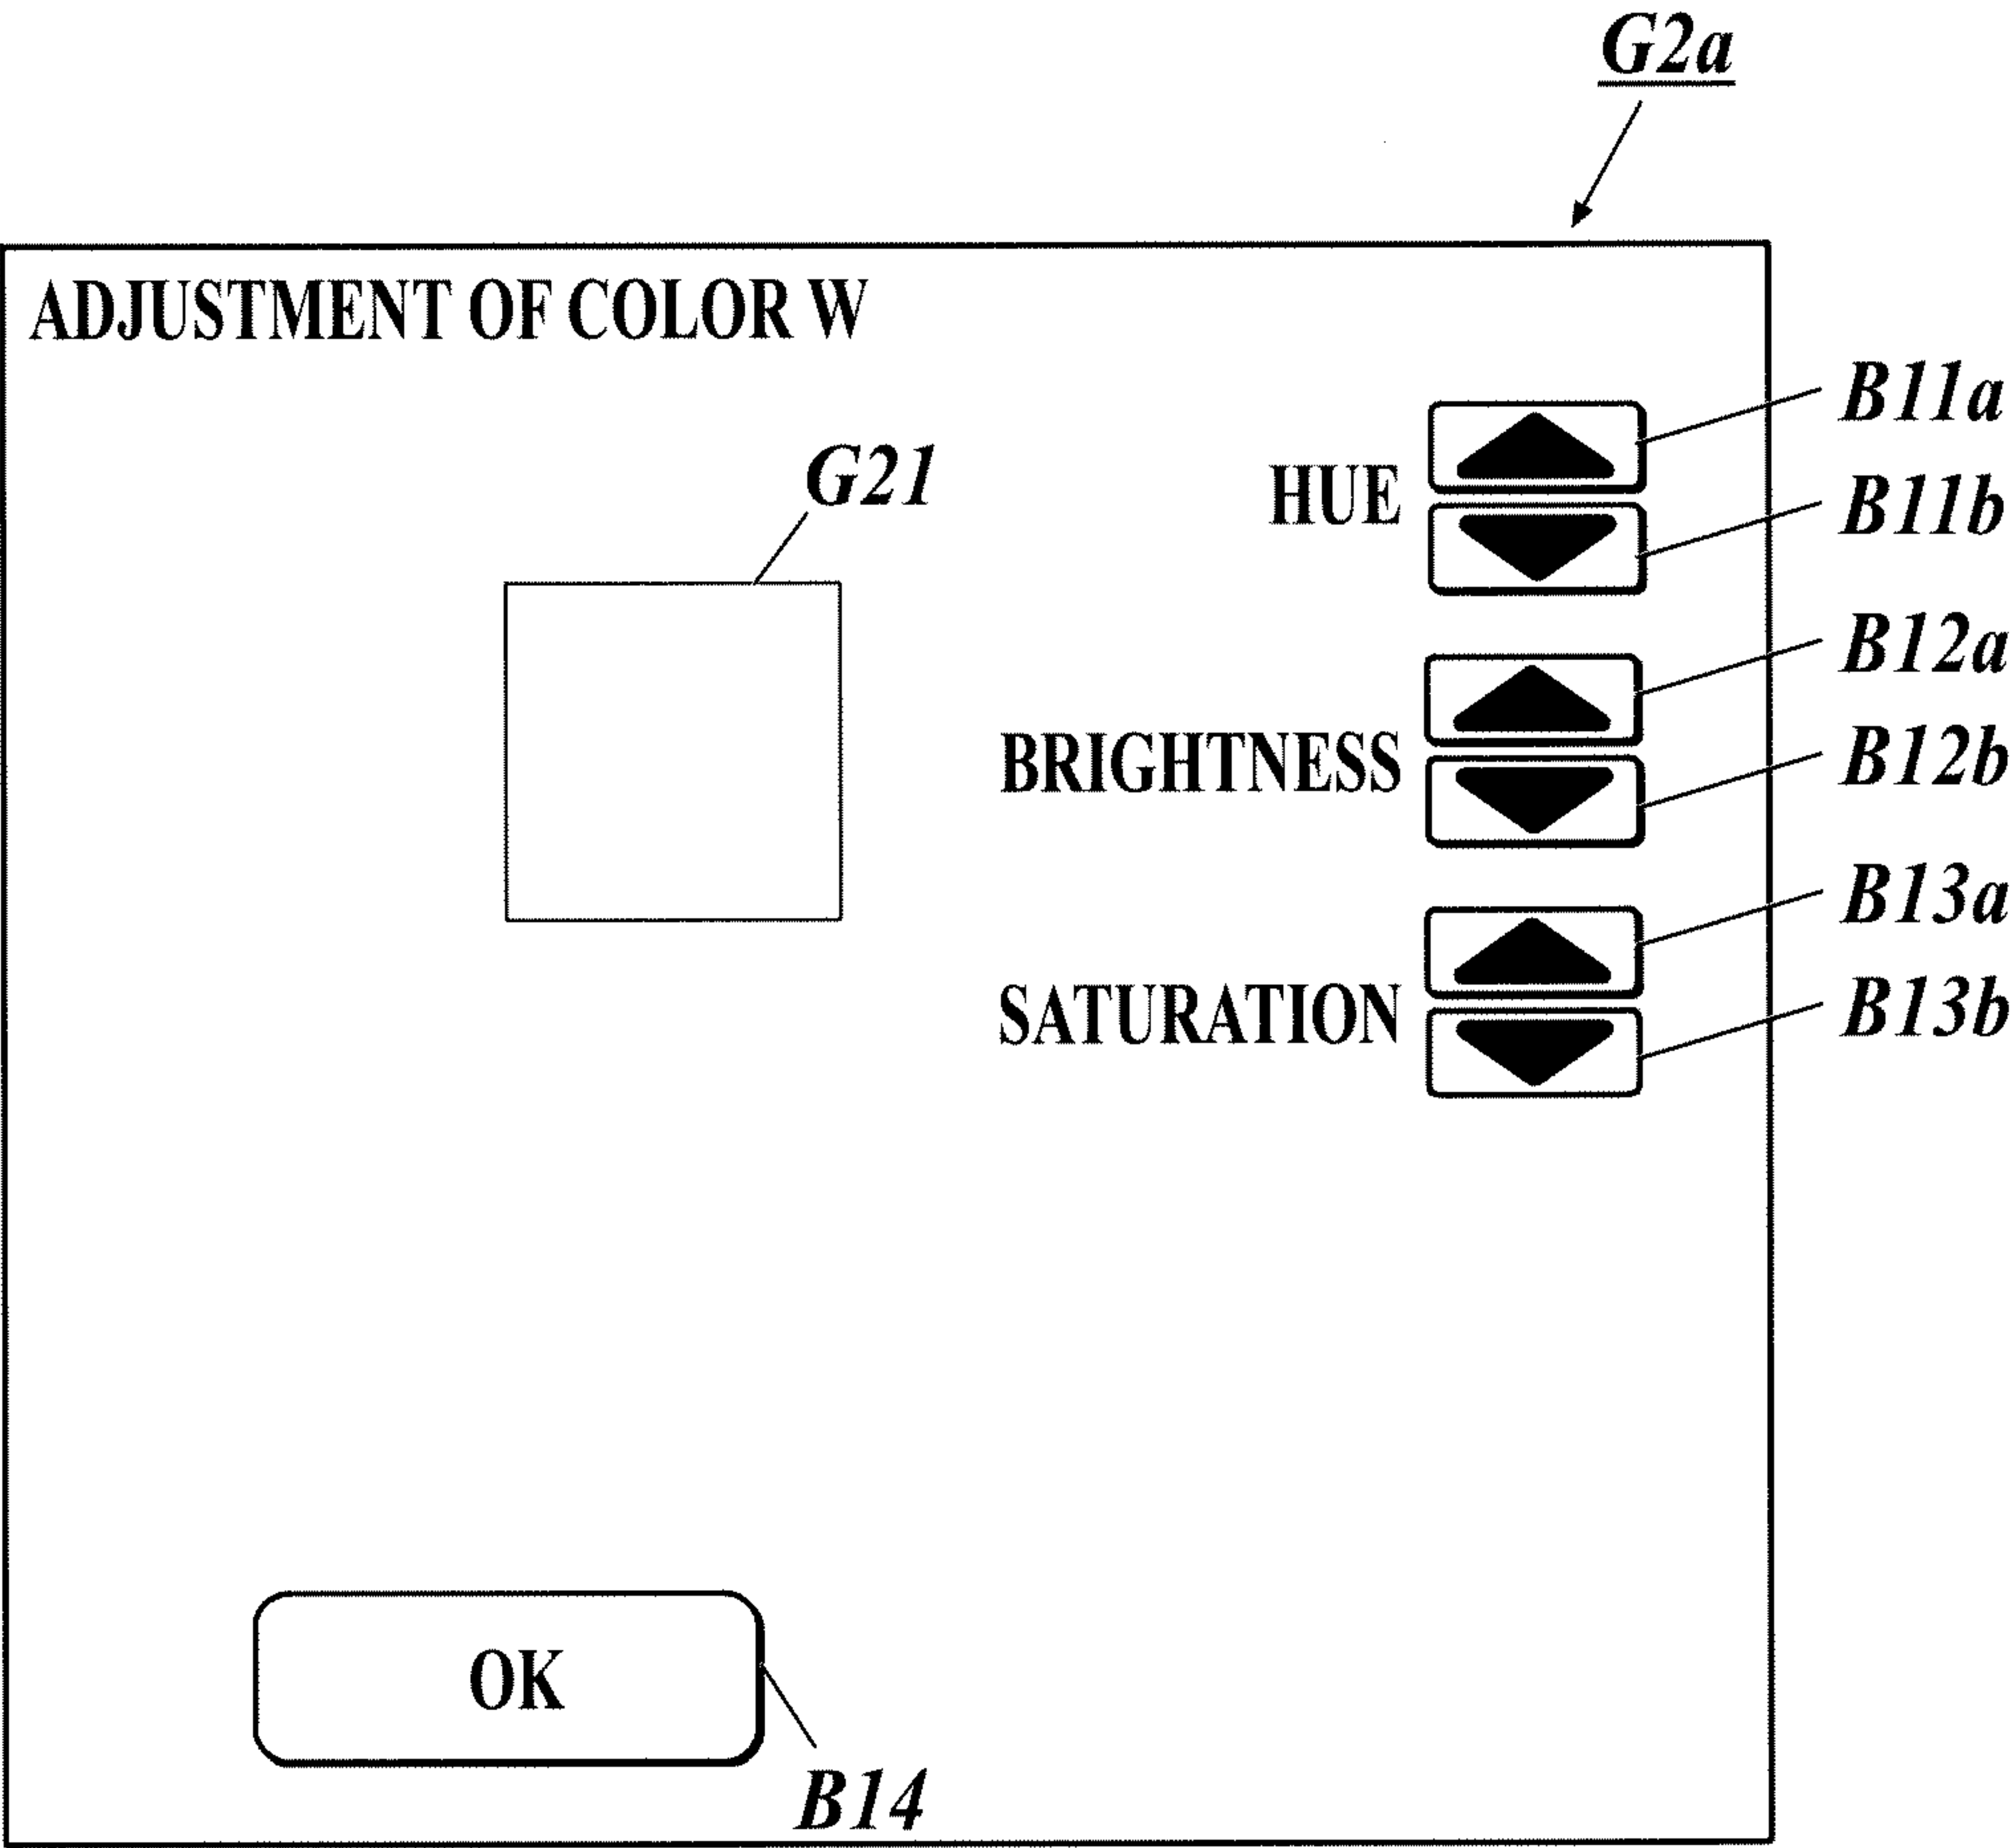 G2a
ADJUSTMENT OF COLOR W
G21
HUE
B11a
B11b
BRIGHTNESS
B12a
B12b
SATURATION
B13a
B13b
OK
B14